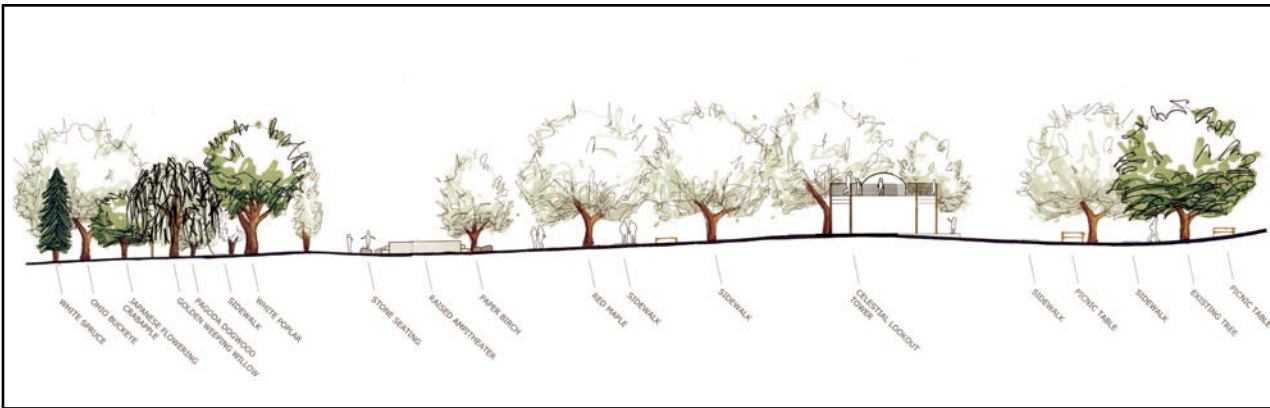 WHITE SPRUCE
OHIO BUCKEYE
JAPANESE FLOWERING
CRABAPPLE
GOLDEN WEEPING WILLOW
PAGODA DOGWOOD
SIDEWALK
WHITE POPLAR
STONE SEATING
RAISED AMPITHEATER
PAPER BIRCH
RED MAPLE
SIDEWALK
SIDEWALK
CELESTIAL LOOKOUT
TOWER
SIDEWALK
PICNIC TABLE
SIDEWALK
EXISTING TREE
PICNIC TABLE